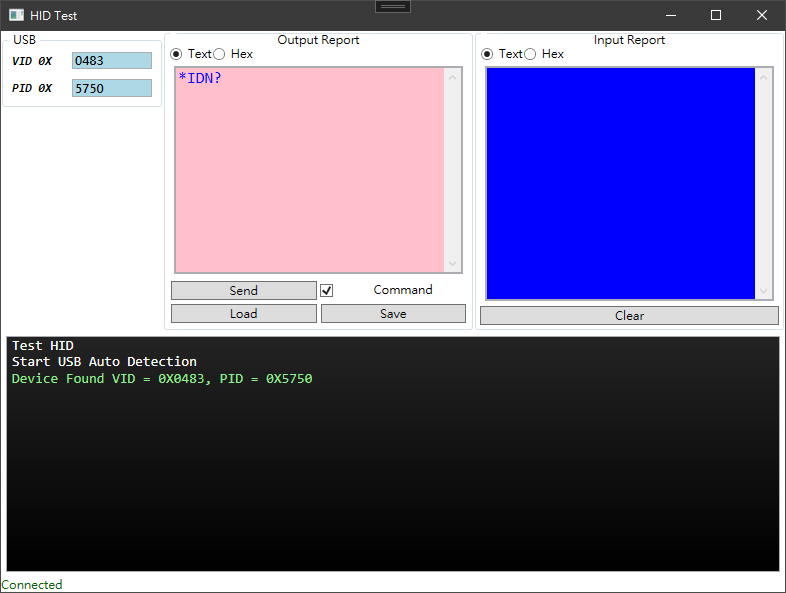 HID Test
USB
VID 0X 0483
PID 0X 5750
Output Report
Text Hex
*IDN?
Send Command
Load Save
Input Report
Text Hex
Clear
Test HID
Start USB Auto Detection
Device Found VID = 0X0483, PID = 0X5750
Connected